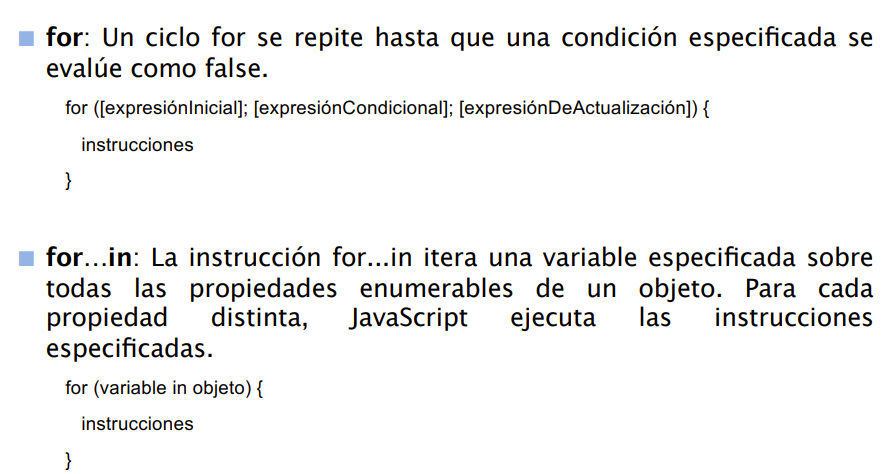 for: Un ciclo for se repite hasta que una condición especificada se
evalúe como false.
for ([expresiónInicial]; [expresiónCondicional]; [expresiónDeActualización]) {
instrucciones
}
for...in: La instrucción for...in itera una variable especificada sobre
todas las propiedades enumerables de un objeto. Para cada
propiedad distinta, JavaScript ejecuta las instrucciones
especificadas.
for (variable in objeto) {
instrucciones
}